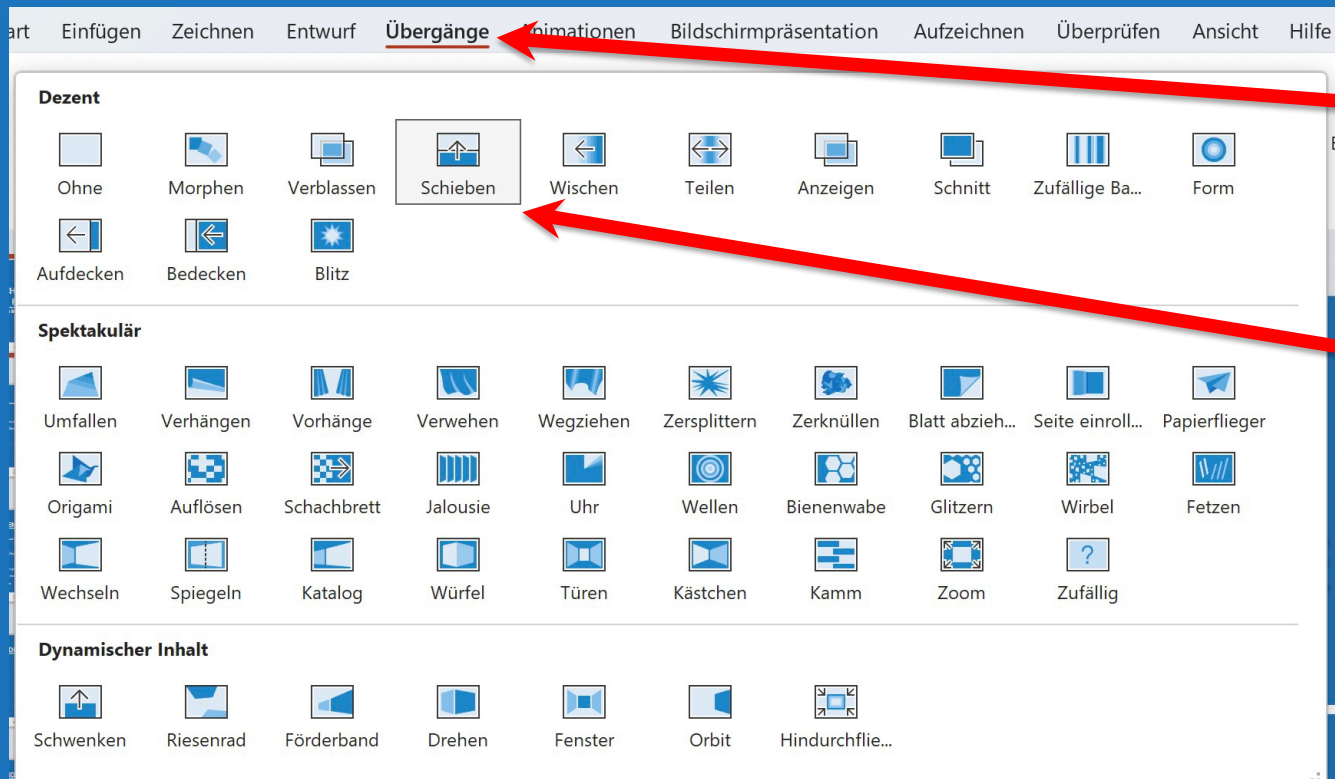 art Einfügen Zeichnen Entwurf Übergänge Animationen Bildschirmpräsentation Aufzeichnen Überprüfen Ansicht Hilfe
Dezent
Ohne Morphen Verblassen Schieben Wischen Teilen Anzeigen Schnitt Zufällige Ba... Form
Aufdecken Bedecken Blitz
Spektakulär
Umfallen Verhängen Vorhänge Verwehen Wegziehen Zersplittern Zerknüllen Blatt abzieh... Seite einroll... Papierflieger
Origami Auflösen Schachbrett Jalousie Uhr Wellen Bienenwabe Glitzern Wirbel Fetzen
Wechseln Spiegeln Katalog Würfel Türen Kästchen Kamm Zoom Zufällig
Dynamischer Inhalt
Schwenken Riesenrad Förderband Drehen Fenster Orbit Hindurchflie...